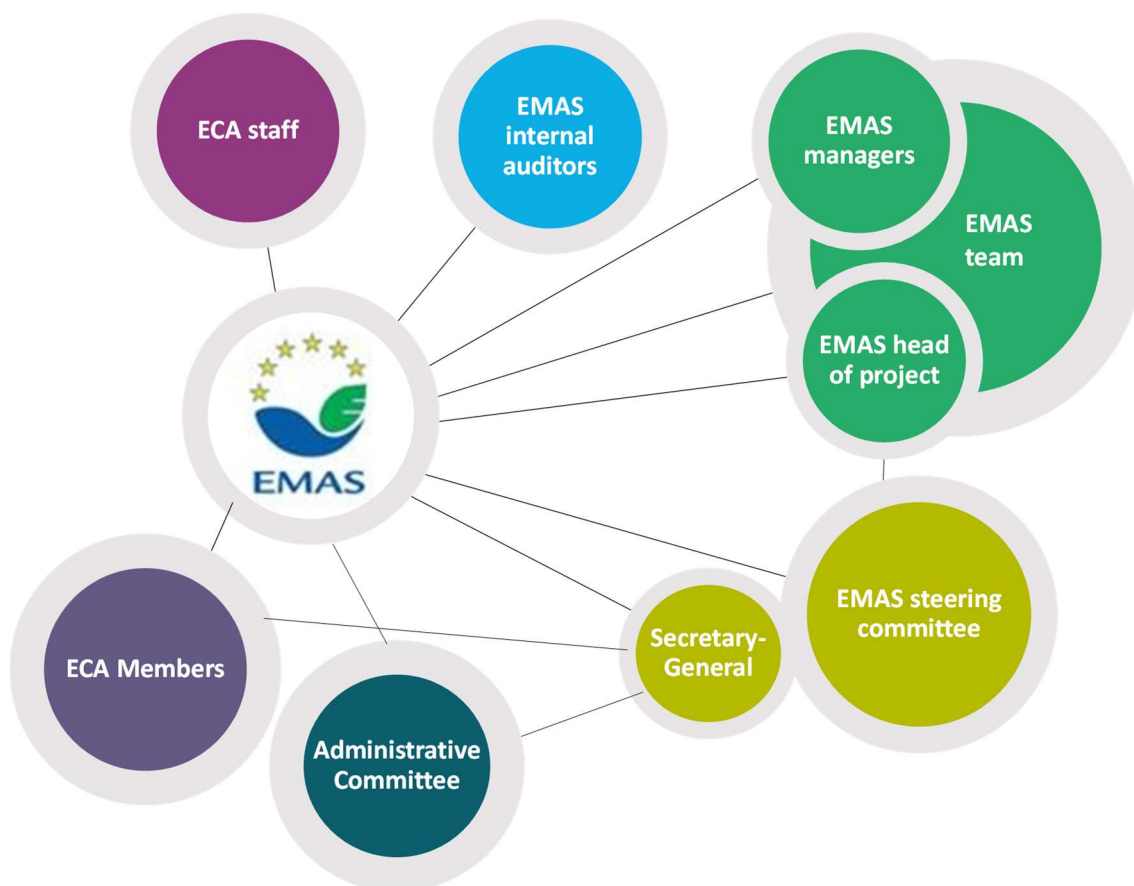 ECA staff
EMAS
internal
auditors
EMAS
managers
EMAS
team
EMAS head
of project
EMAS
EMAS steering
committee
Secretary-
General
ECA Members
Administrative
Committee